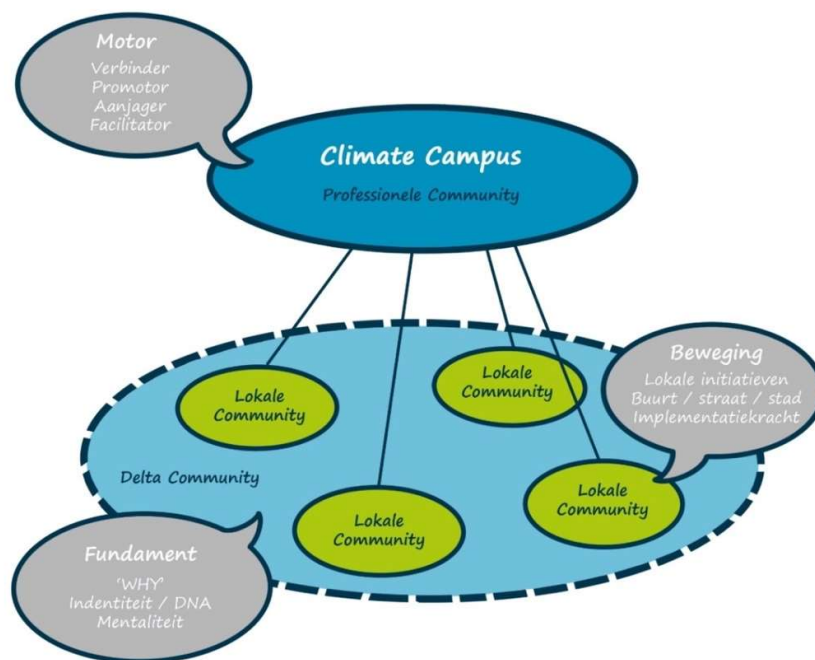 Motor
Verbinder
Promotor
Aanjager
Facilitator
Climate Campus
Professionele Community
Beweging
Lokale initiatieven
Buurt / straat / stad
Implementatiekracht
Lokale
Community
Lokale
Community
Delta Community
Lokale
Community
Lokale
Community
Fundament
'WHY'
Indentiteit / DNA
Mentaliteit